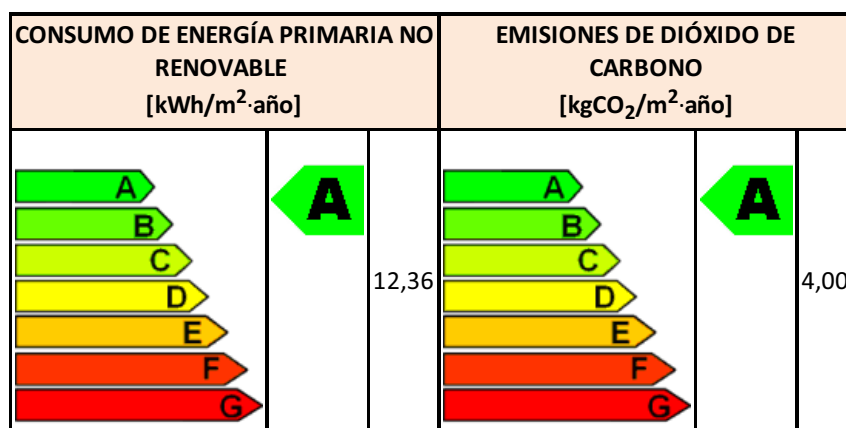 CONSUMO DE ENERGÍA PRIMARIA NO
RENOVABLE
[kWh/m²·año]
EMISIONES DE DIÓXIDO DE
CARBONO
[kgCO₂/m²·año]
A
B
C
D
E
F
G
A
12,36
A
B
C
D
E
F
G
A
4,00